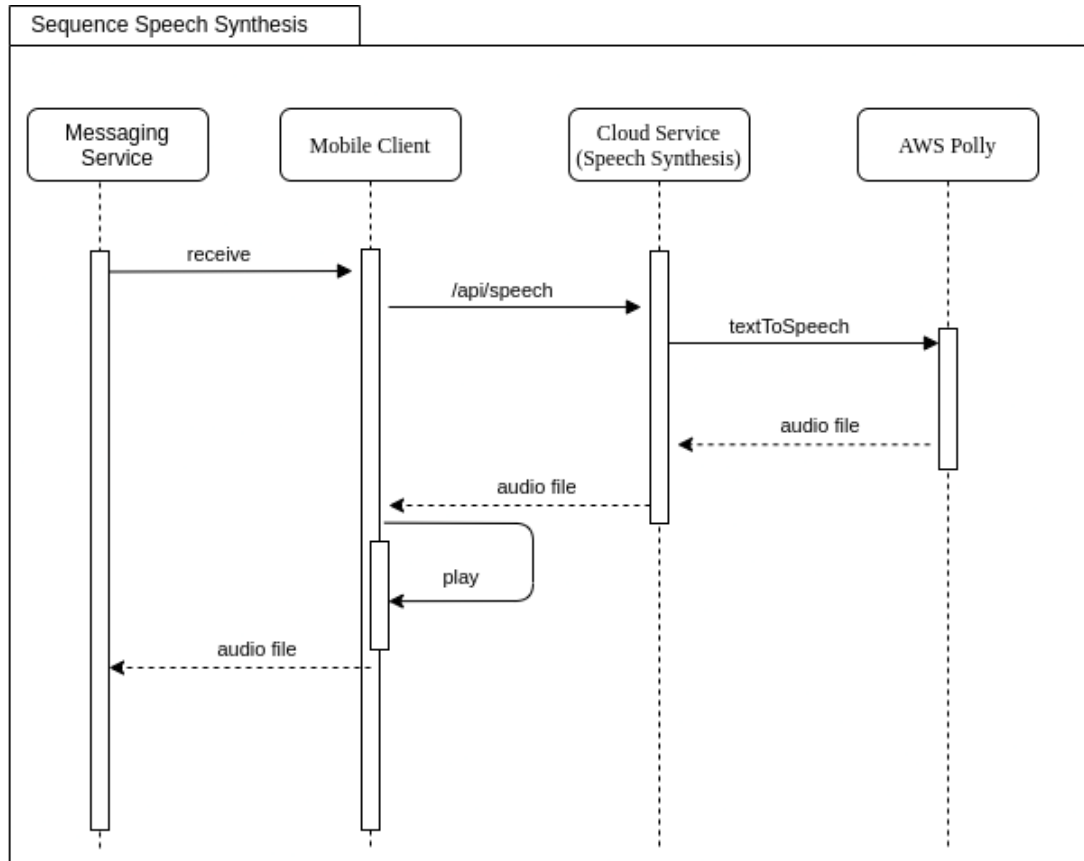 Sequence Speech Synthesis
Messaging
Service
Mobile Client
Cloud Service
(Speech Synthesis)
AWS Polly
receive
/api/speech
textToSpeech
audio file
audio file
play
audio file